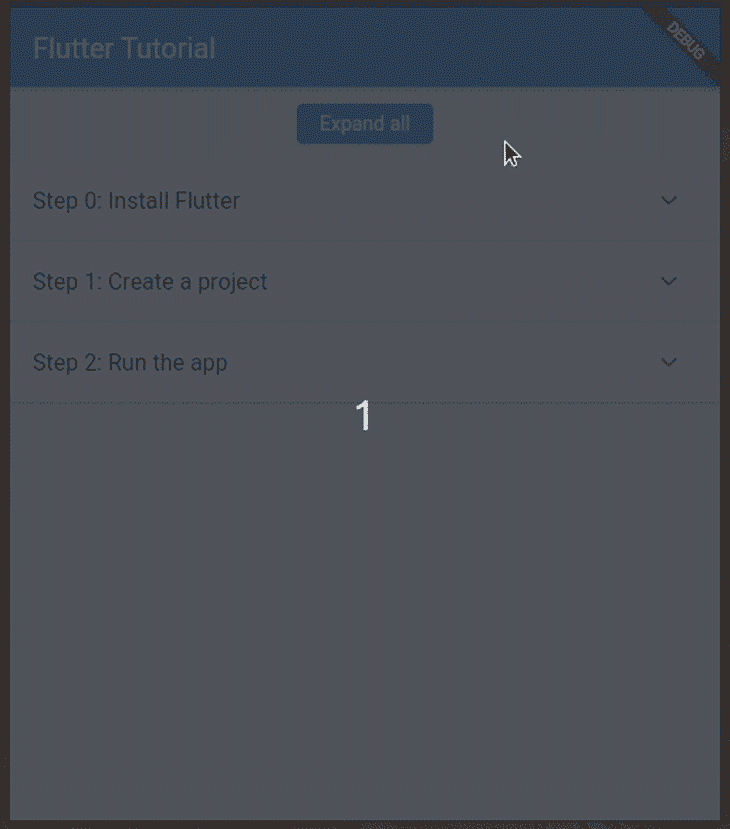 Flutter Tutorial
DEBUG
Expand all
Step 0: Install Flutter
Step 1: Create a project
Step 2: Run the app
1